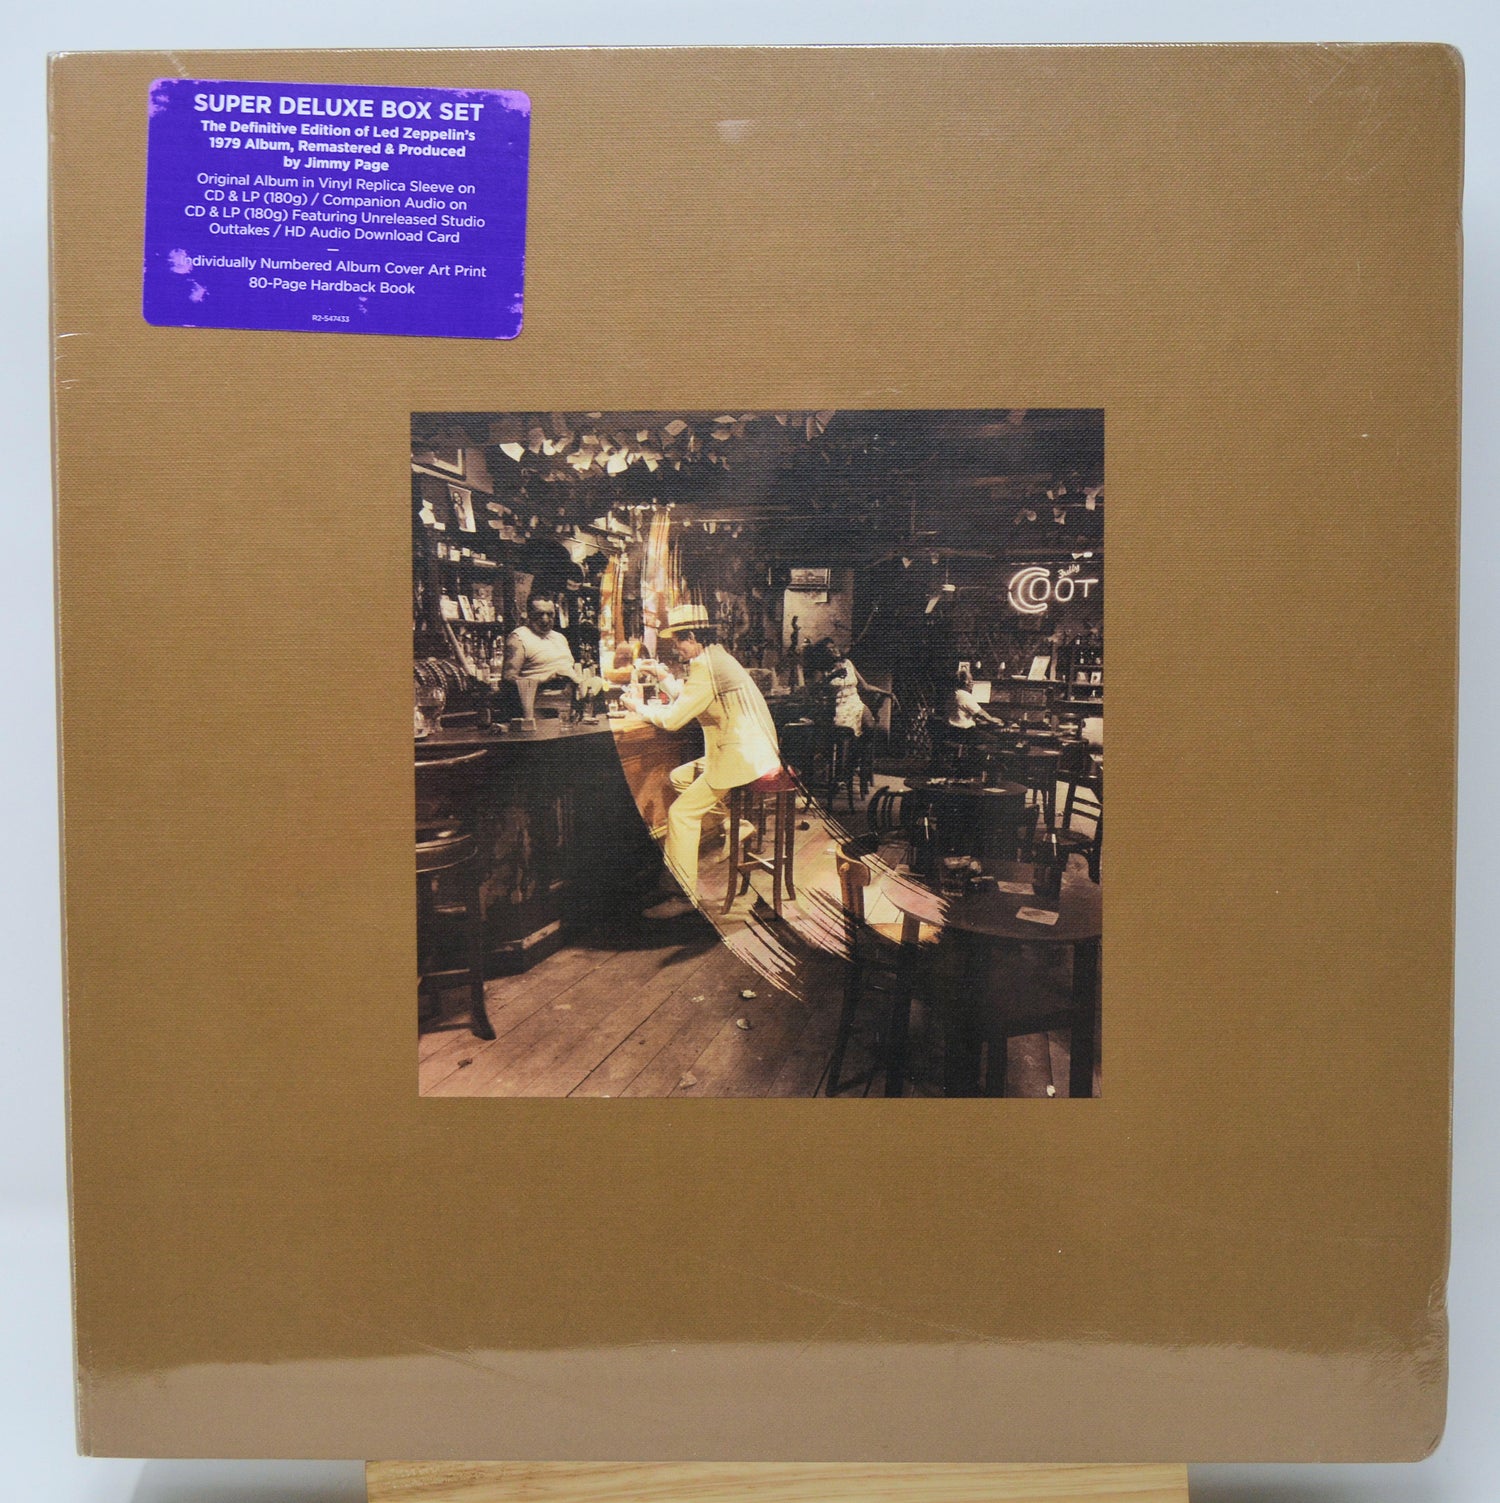 SUPER DELUXE BOX SET
The Definitive Edition of Led Zeppelin's
1979 Album, Remastered & Produced
by Jimmy Page
Original Album in Vinyl Replica Sleeve on
CD & LP (180g) / Companion Audio on
CD & LP (180g) Featuring Unreleased Studio
Outtakes / HD Audio Download Card
—
Individually Numbered Album Cover Art Print
80-Page Hardback Book
R2-547433
COOT